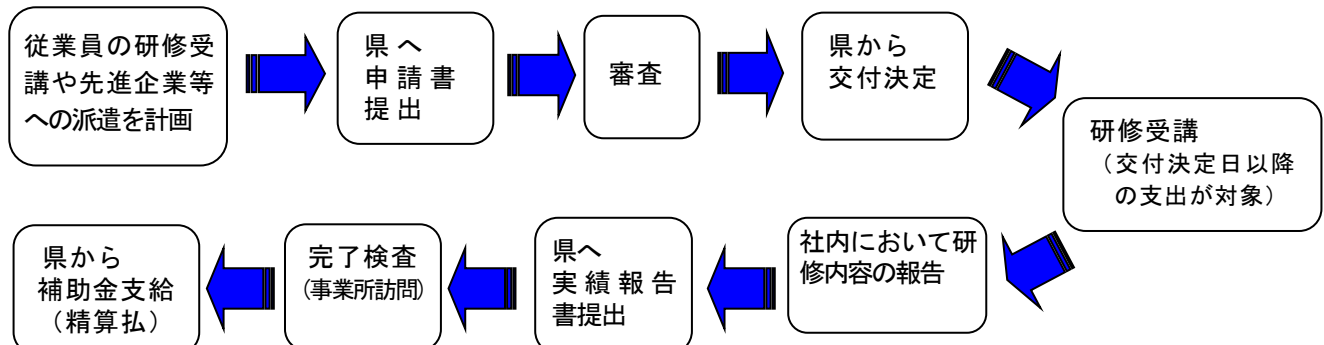 従業員の研修受
講や先進企業等
への派遣を計画
県へ
申請書
提出
審査
県から
交付決定
研修受講
（交付決定日以降
の支出が対象）
社内において研
修内容の報告
県へ
実績報告
書提出
完了検査
（事業所訪問）
県から
補助金支給
（精算払）